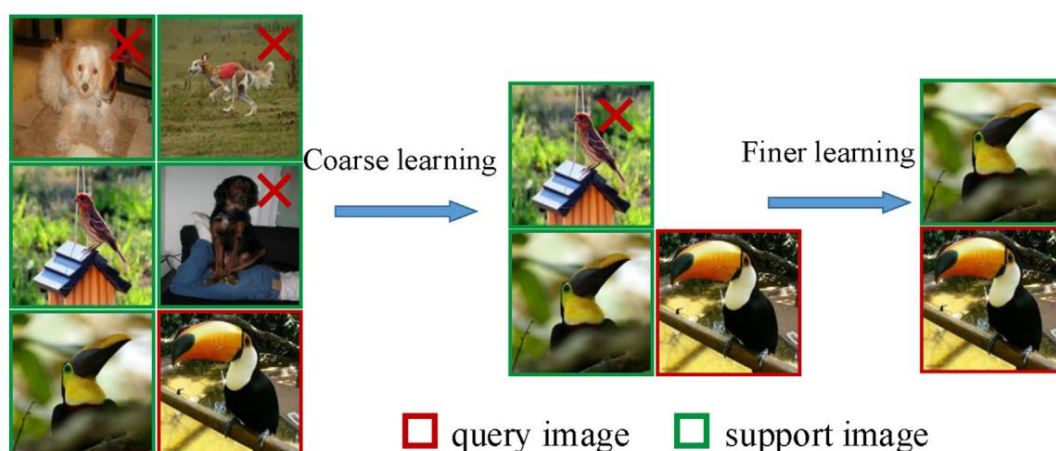 Coarse learning
Finer learning
query image
support image